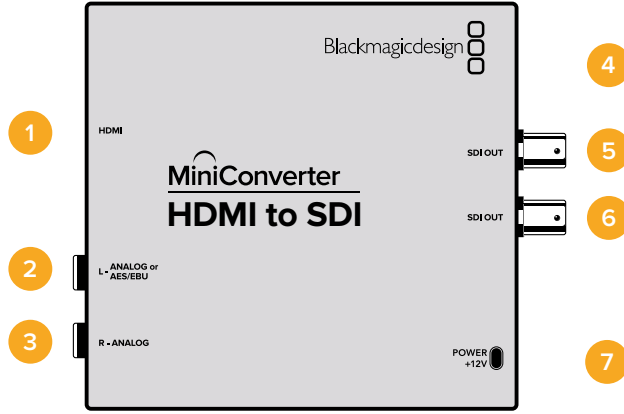 Blackmagicdesign
4
1
HDMI
SDI OUT
5
MiniConverter
HDMI to SDI
SDI OUT
6
2
L - ANALOG or
AES/EBU
3
R - ANALOG
POWER
+12V
7